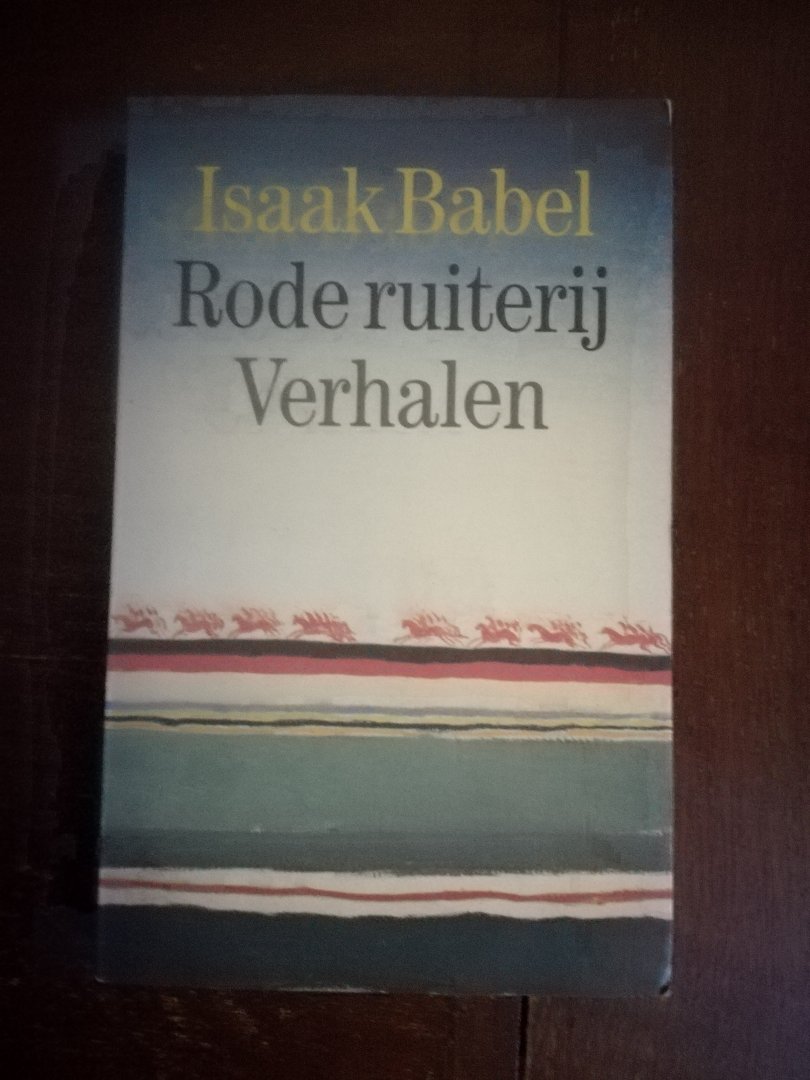 Isaak Babel
Rode ruiterij
Verhalen